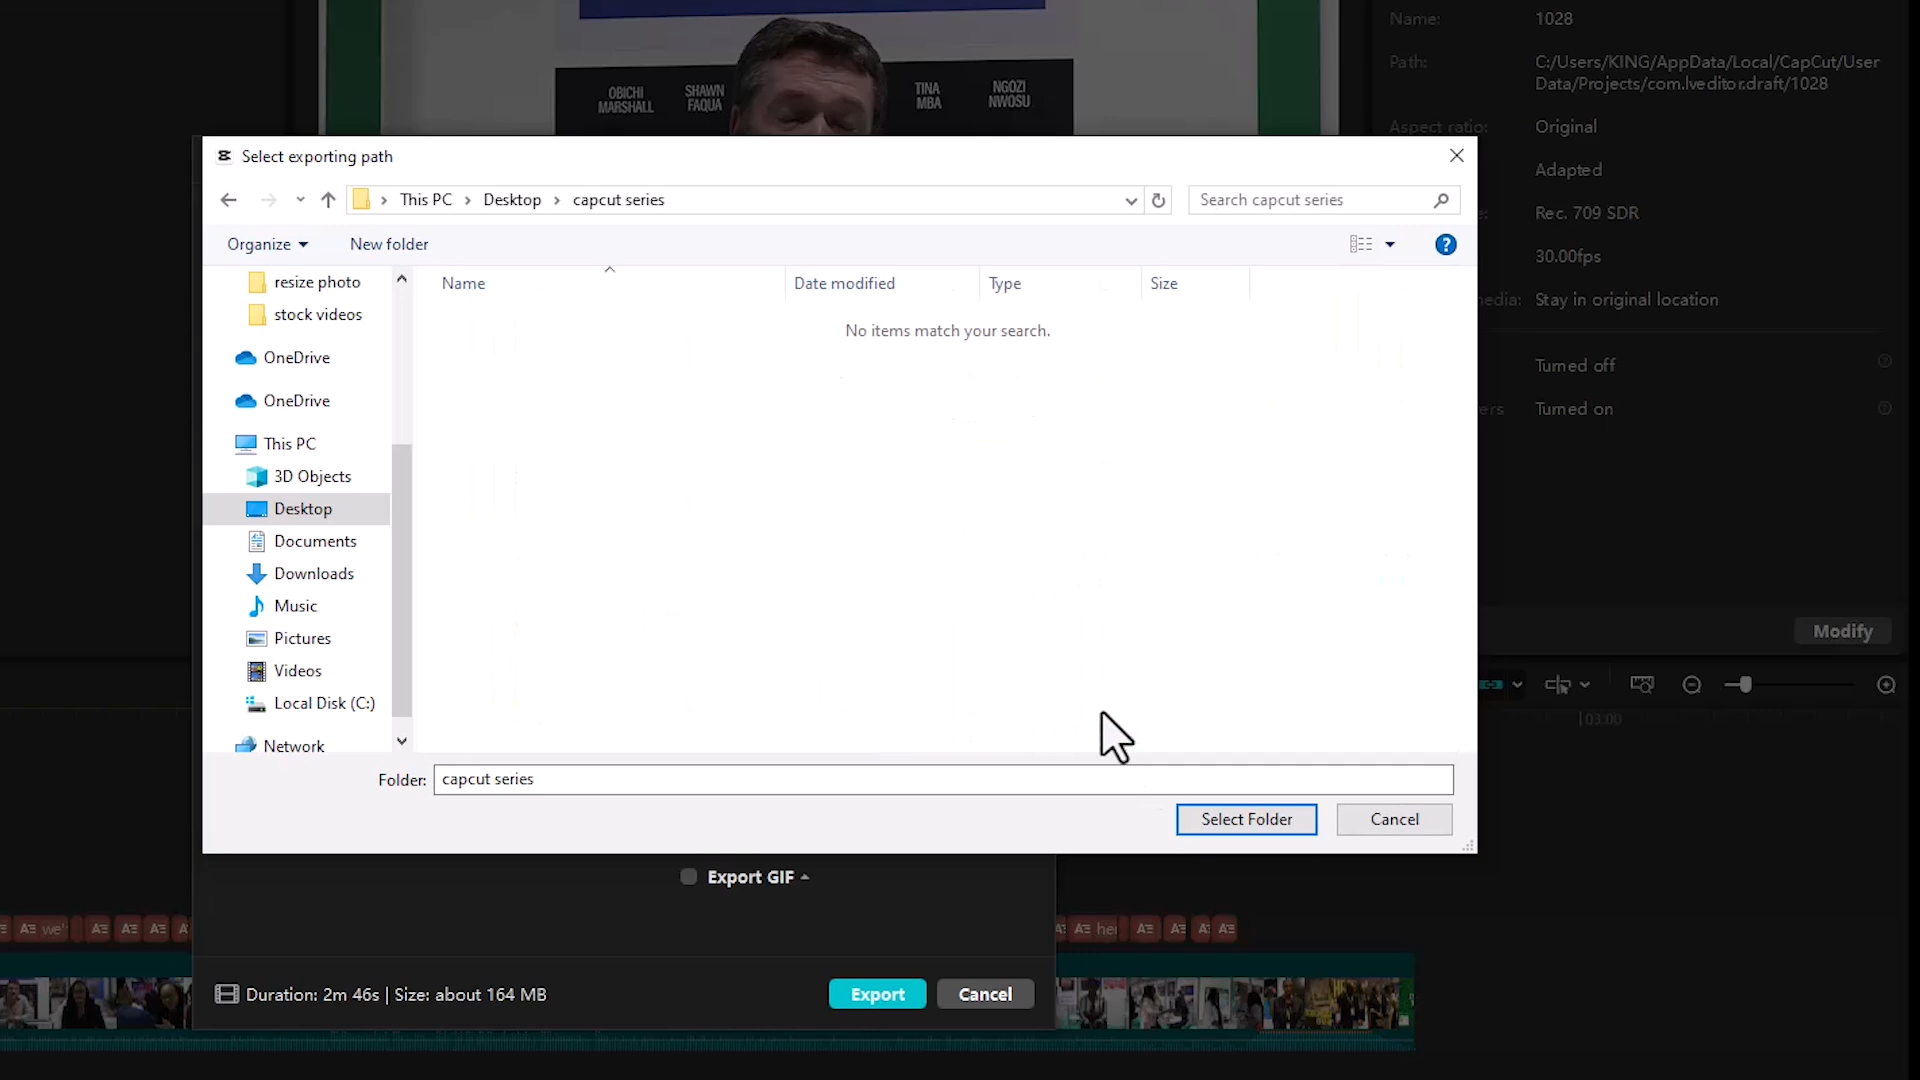 OBICHI
MARSHALL
SHAWN
FAQUA
TINA
MBA
NGOZI
NWOSU
Name:
1028
Path:
C:/Users/KING/AppData/Local/CapCut/User
Data/Projects/com.lveditor.draft/1028
Aspect ratio:
Original
Adapted
Rec. 709 SDR
30.00fps
Stay in original location
Turned off
Turned on
Modify
03:00
Select exporting path
This PC > Desktop > capcut series
Search capcut series
Organize
New folder
Name
Date modified
Type
Size
No items match your search.
resize photo
stock videos
OneDrive
OneDrive
This PC
3D Objects
Desktop
Documents
Downloads
Music
Pictures
Videos
Local Disk (C:)
Network
Folder: capcut series
Select Folder
Cancel
Export GIF
we'
Duration: 2m 46s | Size: about 164 MB
Export
Cancel